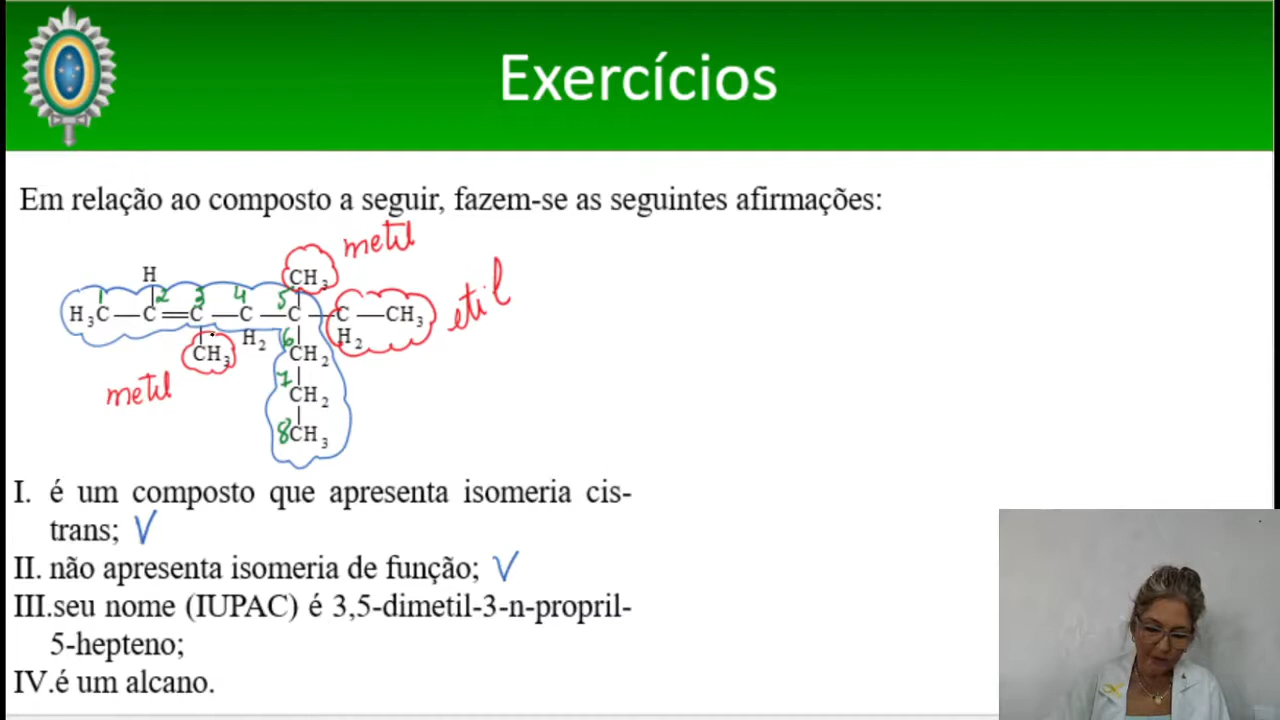 Exercícios
Em relação ao composto a seguir, fazem-se as seguintes afirmações:
metil
H CH3
1 2 3 4 5
H3C — C = C — C — C — C — CH3 etil
CH3 H2 6 CH2 H2
metil 7 CH2
8 CH3
I. é um composto que apresenta isomeria cis-
trans; V
II. não apresenta isomeria de função; V
III.seu nome (IUPAC) é 3,5-dimetil-3-n-propril-
5-hepteno;
IV.é um alcano.